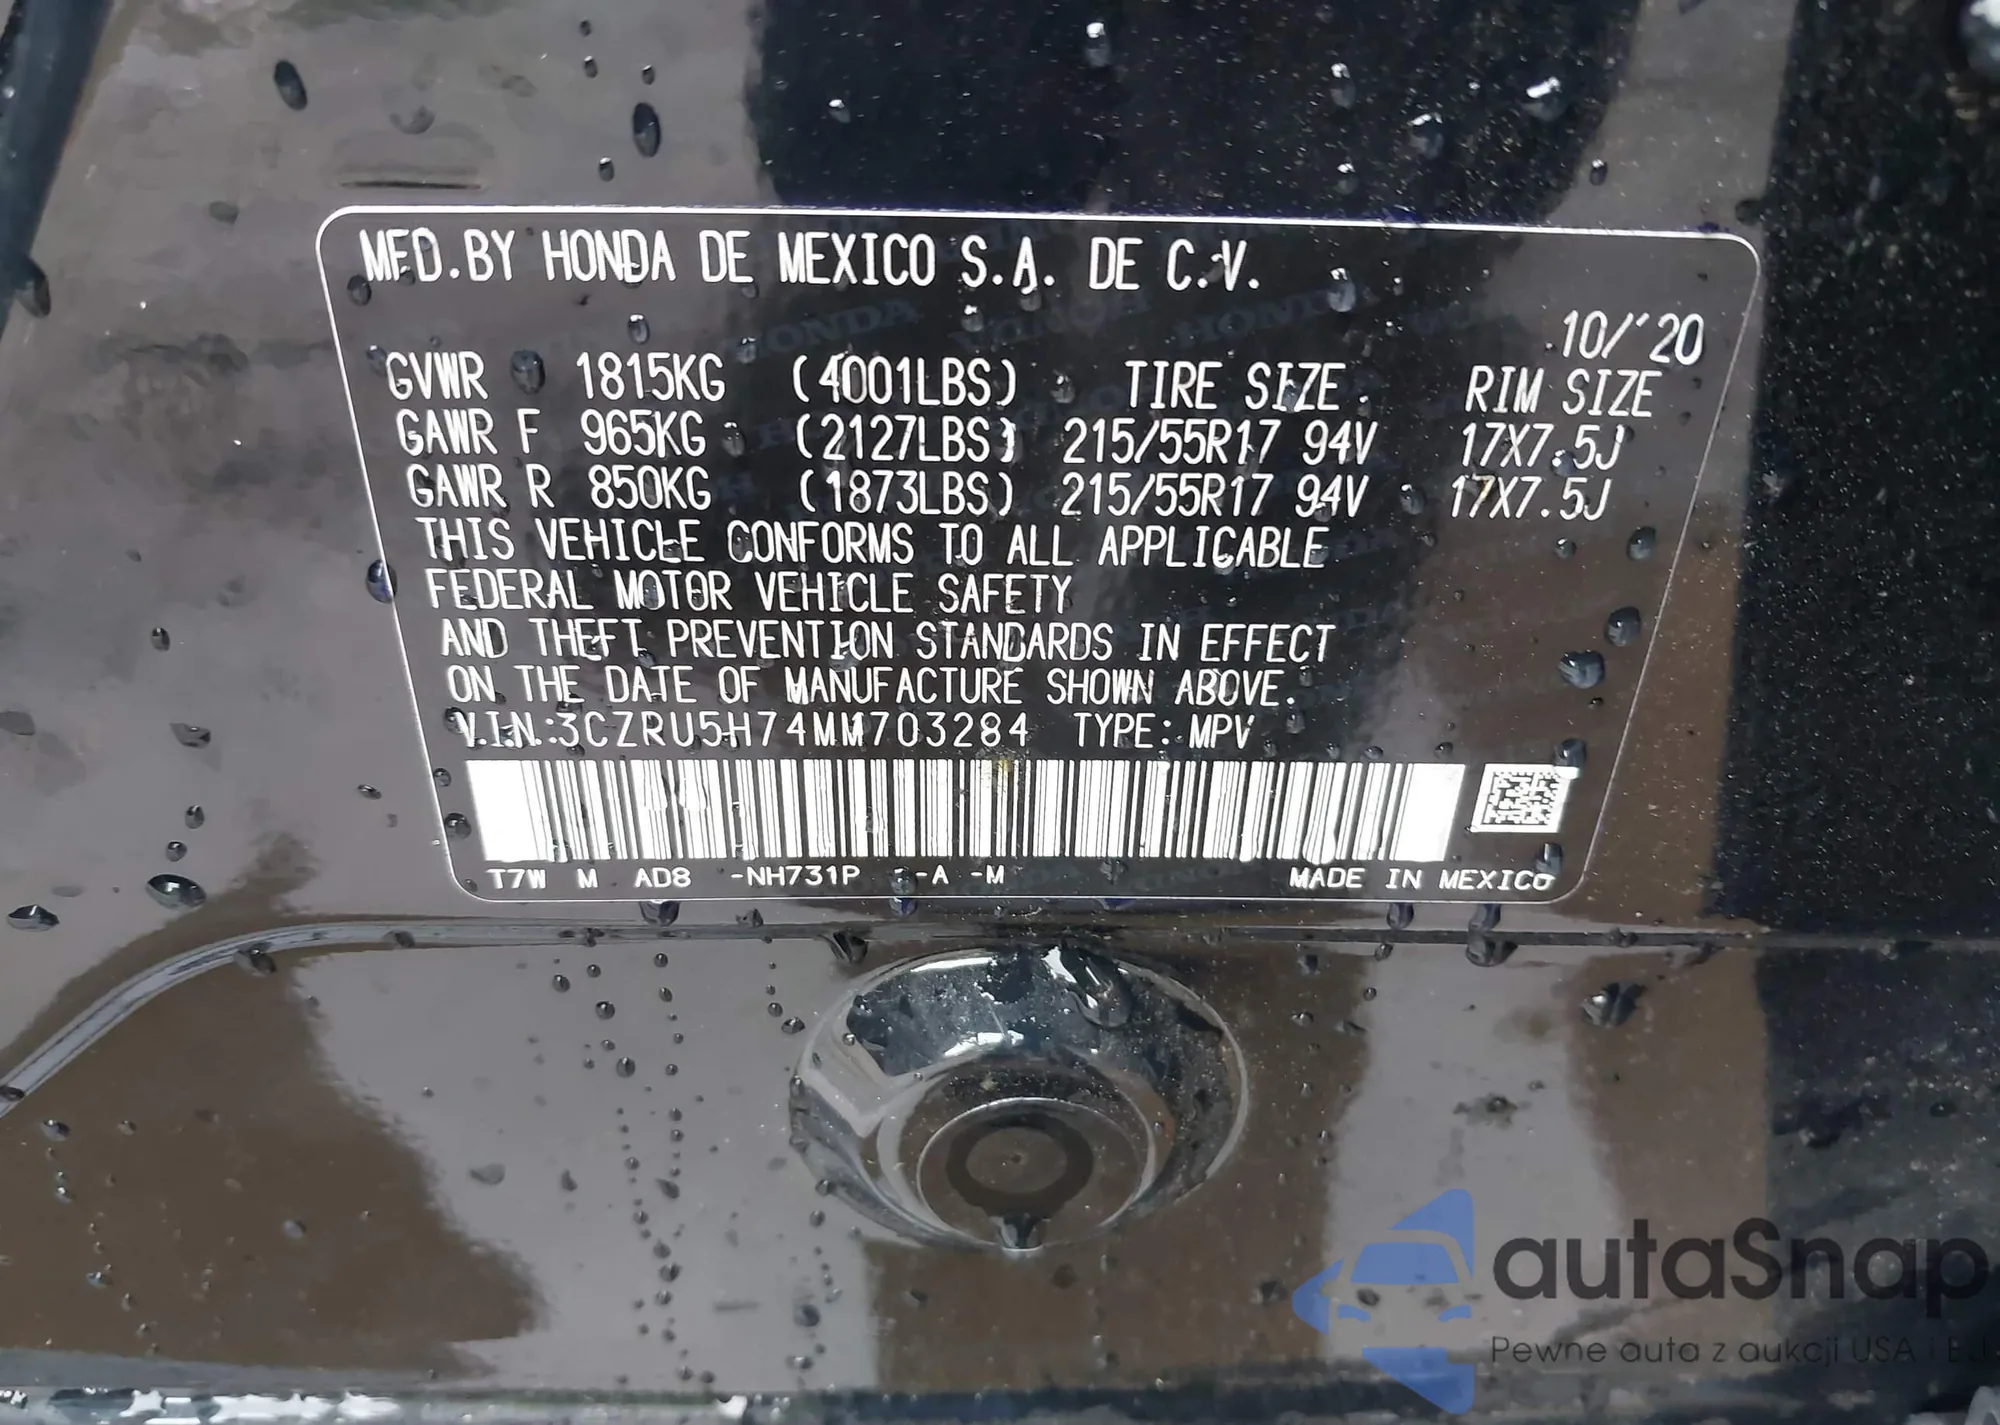 MFD.BY HONDA DE MEXICO S.A. DE C.V.
10/'20
GVWR 1815KG (4001LBS) TIRE SIZE RIM SIZE
GAWR F 965KG (2127LBS) 215/55R17 94V 17X7.5J
GAWR R 850KG (1873LBS) 215/55R17 94V 17X7.5J
THIS VEHICLE CONFORMS TO ALL APPLICABLE
FEDERAL MOTOR VEHICLE SAFETY
AND THEFT PREVENTION STANDARDS IN EFFECT
ON THE DATE OF MANUFACTURE SHOWN ABOVE.
V.I.N.:3CZRU5H74MM703284 TYPE: MPV
T7W M AD8 -NH731P - -A -M MADE IN MEXICO
autaSnap
Pewne auta z aukcji USA i EU